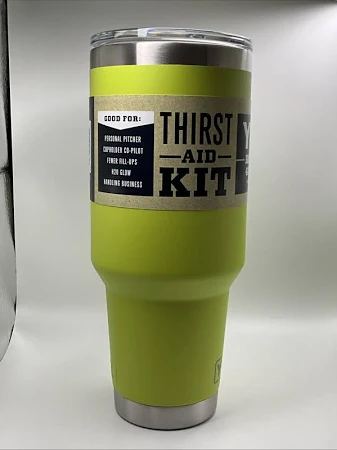 GOOD FOR:
PERSONAL PITCHER
CUPHOLDER CO-PILOT
FEWER FILL-UPS
H2O GLOW
HANDLING BUSINESS
THIRST
AID
KIT
Y